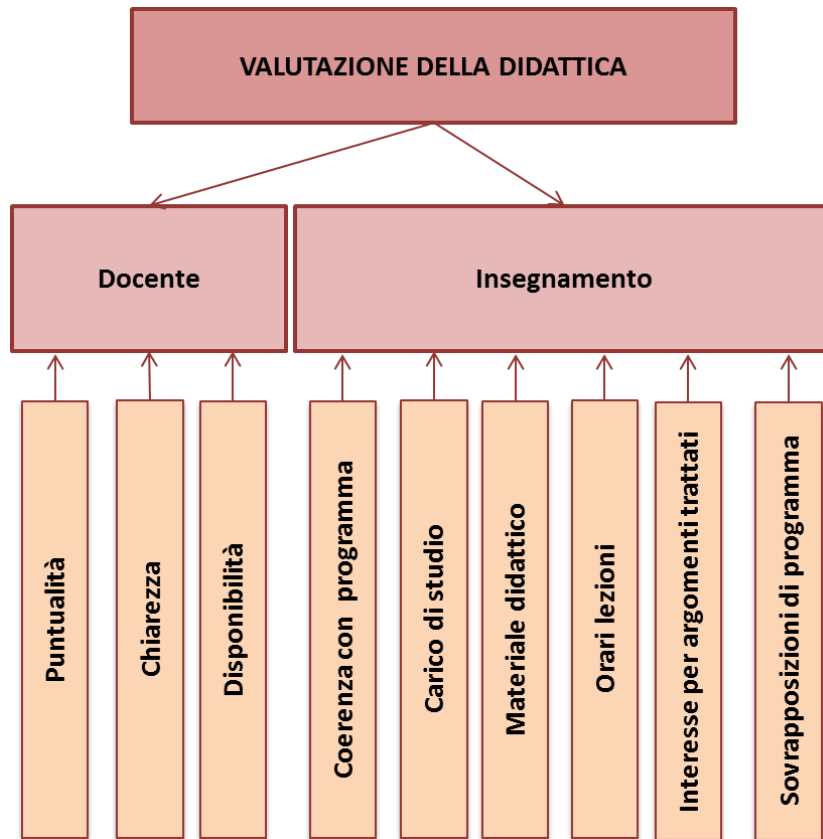 VALUTAZIONE DELLA DIDATTICA
Docente
Insegnamento
Puntualità
Chiarezza
Disponibilità
Coerenza con programma
Carico di studio
Materiale didattico
Orari lezioni
Interesse per argomenti trattati
Sovrapposizioni di programma